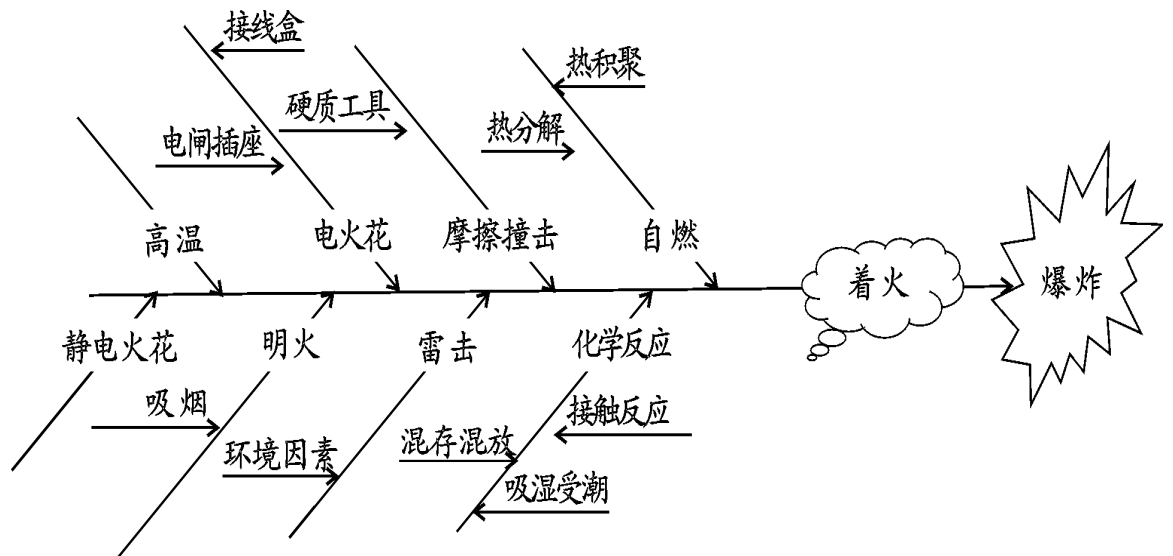 接线盒
热积聚
硬质工具
热分解
电闸插座
高温
电火花
摩擦撞击
自燃
着火
爆炸
静电火花
明火
雷击
化学反应
吸烟
接触反应
环境因素
混存混放
吸湿受潮